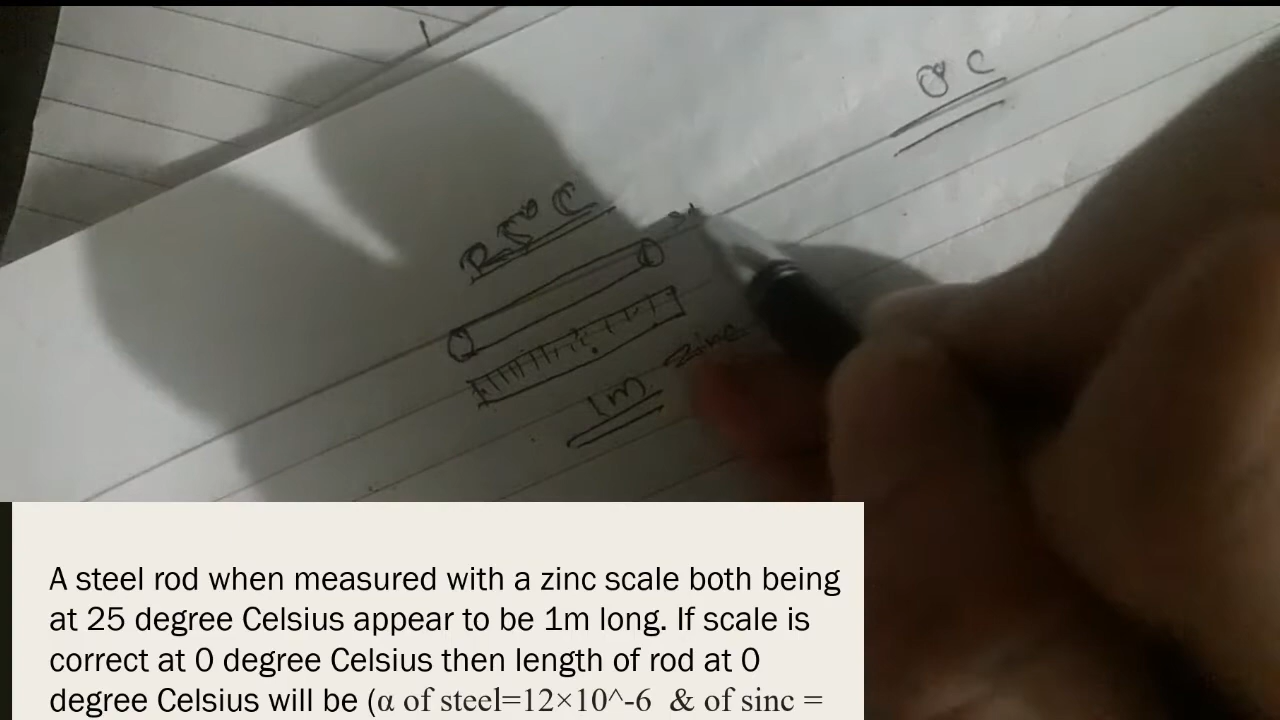 0° C
25° C
zinc
1m
A steel rod when measured with a zinc scale both being
at 25 degree Celsius appear to be 1m long. If scale is
correct at 0 degree Celsius then length of rod at 0
degree Celsius will be (α of steel=12×10^-6 & of sinc =